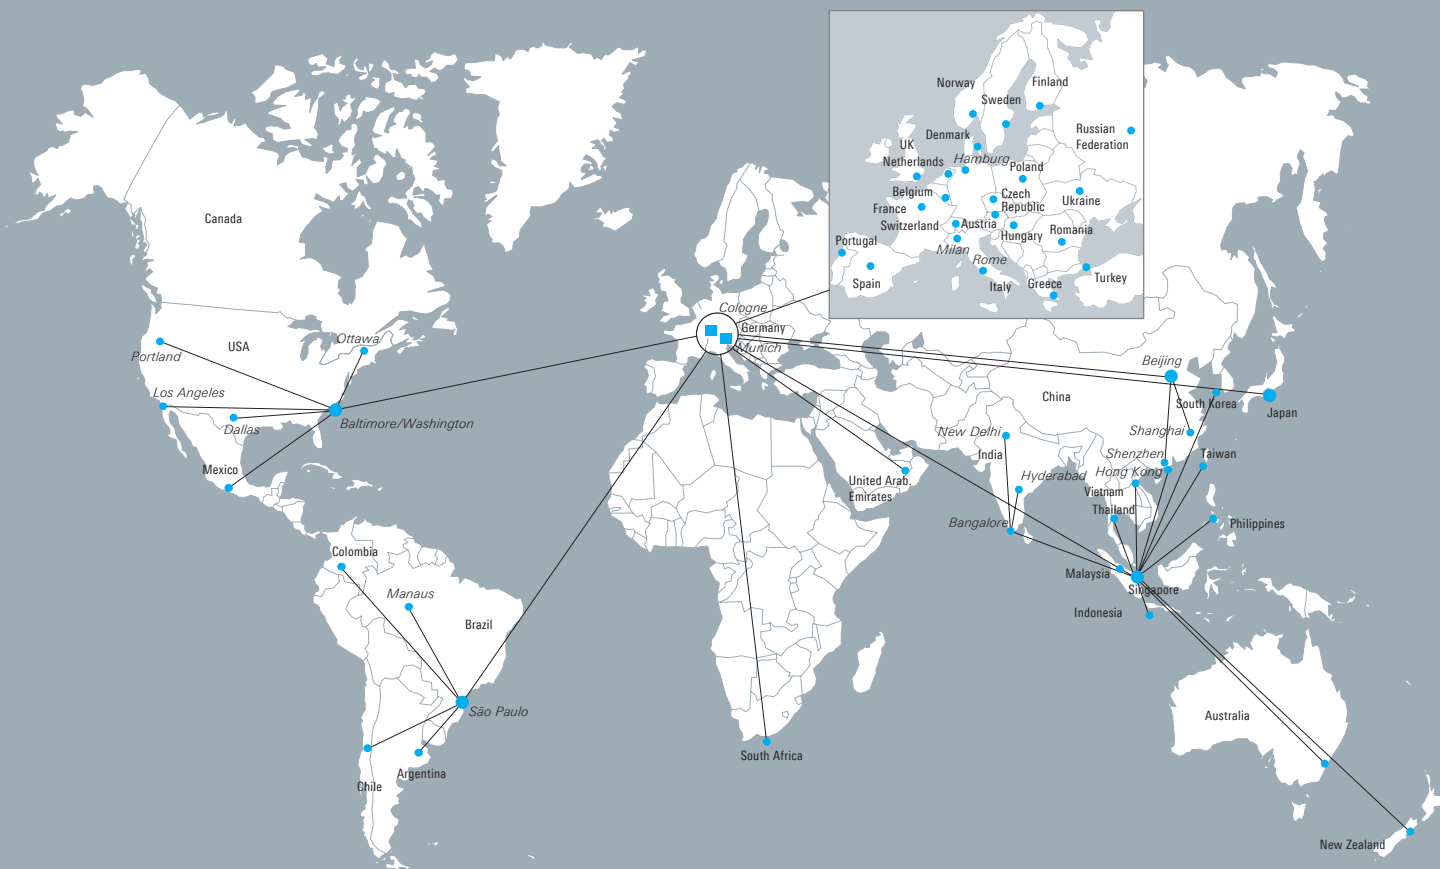 Norway
Finland
Sweden
Russian
Federation
Denmark
UK
Hamburg
Netherlands
Poland
Belgium
Czech
Republic
Ukraine
France
Switzerland
Austria
Hungary
Romania
Portugal
Milan
Rome
Spain
Italy
Greece
Turkey
Canada
Cologne
Germany
Munich
Portland
USA
Ottawa
Los Angeles
Dallas
Baltimore/Washington
Mexico
Beijing
China
South Korea
Japan
New Delhi
India
Shanghai
Shenzhen
Taiwan
Hong Kong
Hyderabad
United Arab.
Emirates
Vietnam
Thailand
Bangalore
Philippines
Malaysia
Singapore
Indonesia
Colombia
Manaus
Brazil
São Paulo
Argentina
Chile
South Africa
Australia
New Zealand